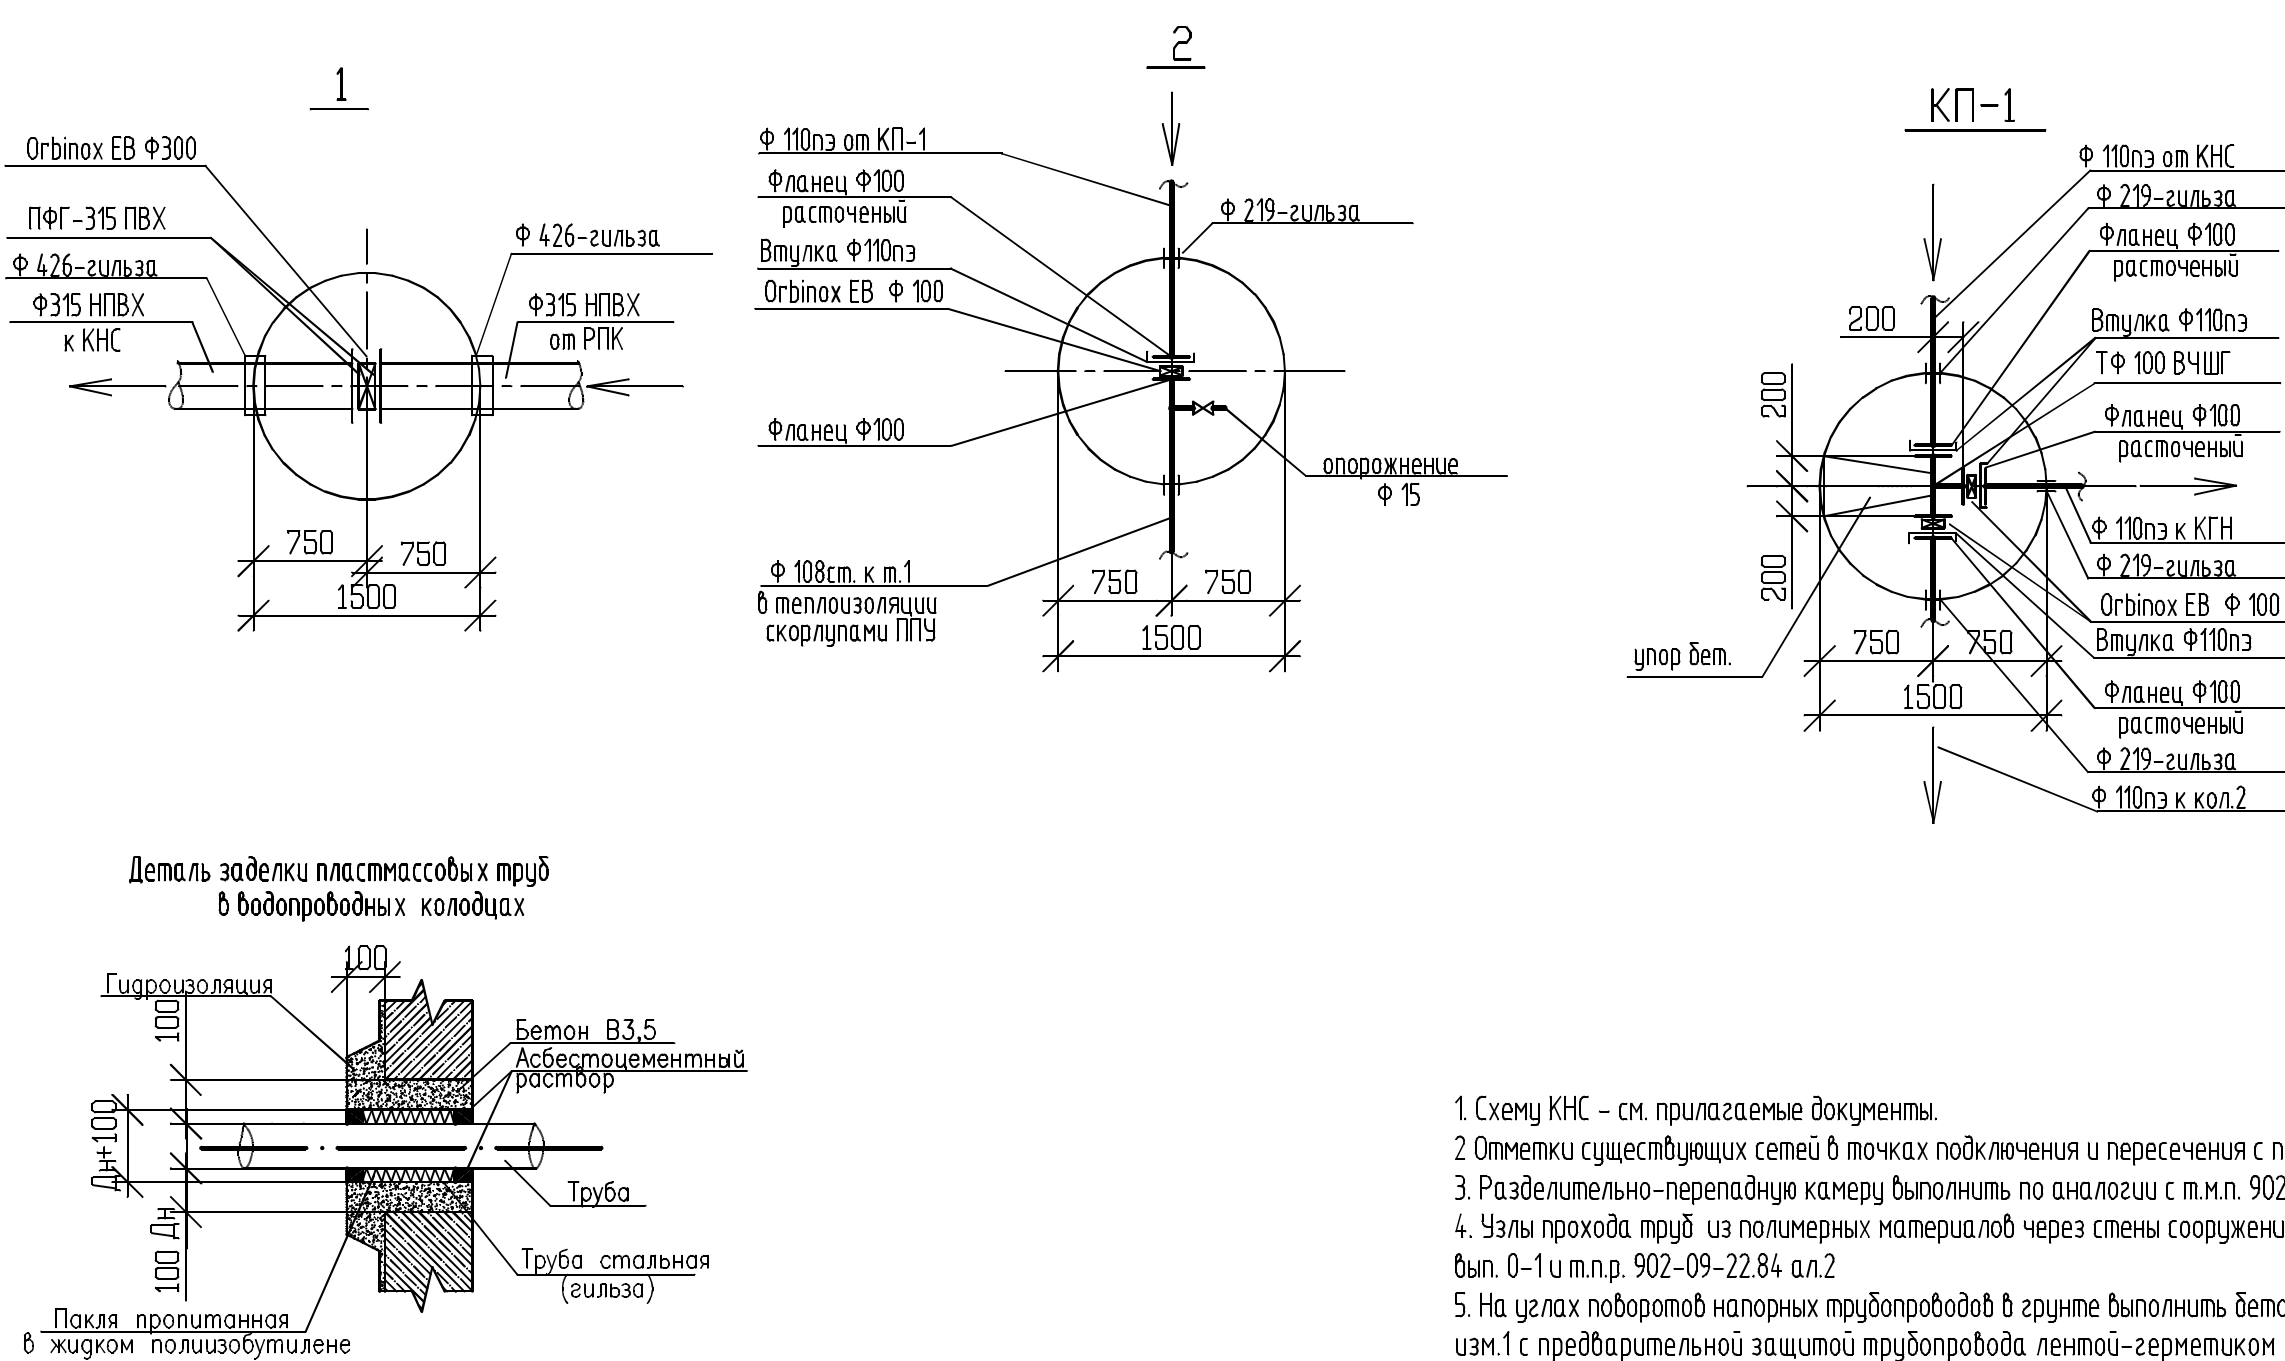 1
Orbinox EB Ф300
ПФГ-315 ПВХ
Ф 426-гильза
Ф315 НПВХ
к КНС
Ф 426-гильза
Ф315 НПВХ
от РПК
750
750
1500
2
Ф 110пэ от КП-1
Фланец Ф100
расточеный
Втулка Ф110пэ
Orbinox EB Ф 100
Ф 219-гильза
Фланец Ф100
опорожнение
Ф 15
Ф 108ст. к т.1
в теплоизоляции
скорлупами ППУ
750
750
1500
КП-1
Ф 110пэ от КНС
Ф 219-гильза
Фланец Ф100
расточеный
200
Втулка Ф110пэ
ТФ 100 ВЧШГ
200
Фланец Ф100
расточеный
Ф 110пэ к КГН
Ф 219-гильза
200
Orbinox EB Ф 100
Втулка Ф110пэ
упор бет.
750
750
1500
Фланец Ф100
расточеный
Ф 219-гильза
Ф 110пэ к кол.2
Деталь заделки пластмассовых труб
в водопроводных колодцах
100
Гидроизоляция
100
Бетон В3,5
Асбестоцементный
раствор
Дн+100
Труба
Дн
100
Труба стальная
(гильза)
Пакля пропитанная
в жидком полиизобутилене
1. Схему КНС - см. прилагаемые документы.
2 Отметки существующих сетей в точках подключения и пересечения с п
3. Разделительно-перепадную камеру выполнить по аналогии с т.м.п. 902
4. Узлы прохода труб из полимерных материалов через стены сооружени
вып. 0-1 и т.п.р. 902-09-22.84 ал.2
5. На углах поворотов напорных трубопроводов в грунте выполнить бето
изм.1 с предварительной защитой трубопровода лентой-герметиком